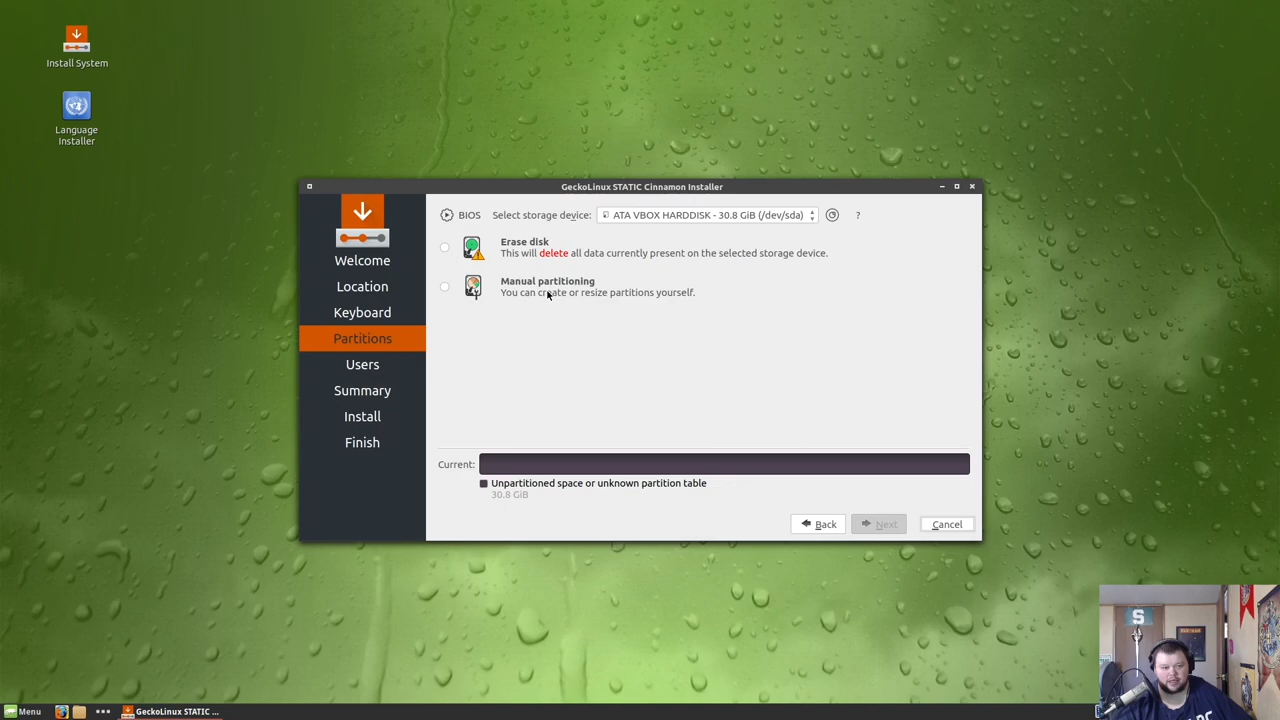 Install System
Language
Installer
GeckoLinux STATIC Cinnamon Installer
Welcome
Location
Keyboard
Partitions
Users
Summary
Install
Finish
BIOS Select storage device: ATA VBOX HARDDISK - 30.8 GiB (/dev/sda) ?
Erase disk
This will delete all data currently present on the selected storage device.
Manual partitioning
You can create or resize partitions yourself.
Current:
Unpartitioned space or unknown partition table
30.8 GiB
Back Next Cancel
S
Menu
GeckoLinux STATIC ...